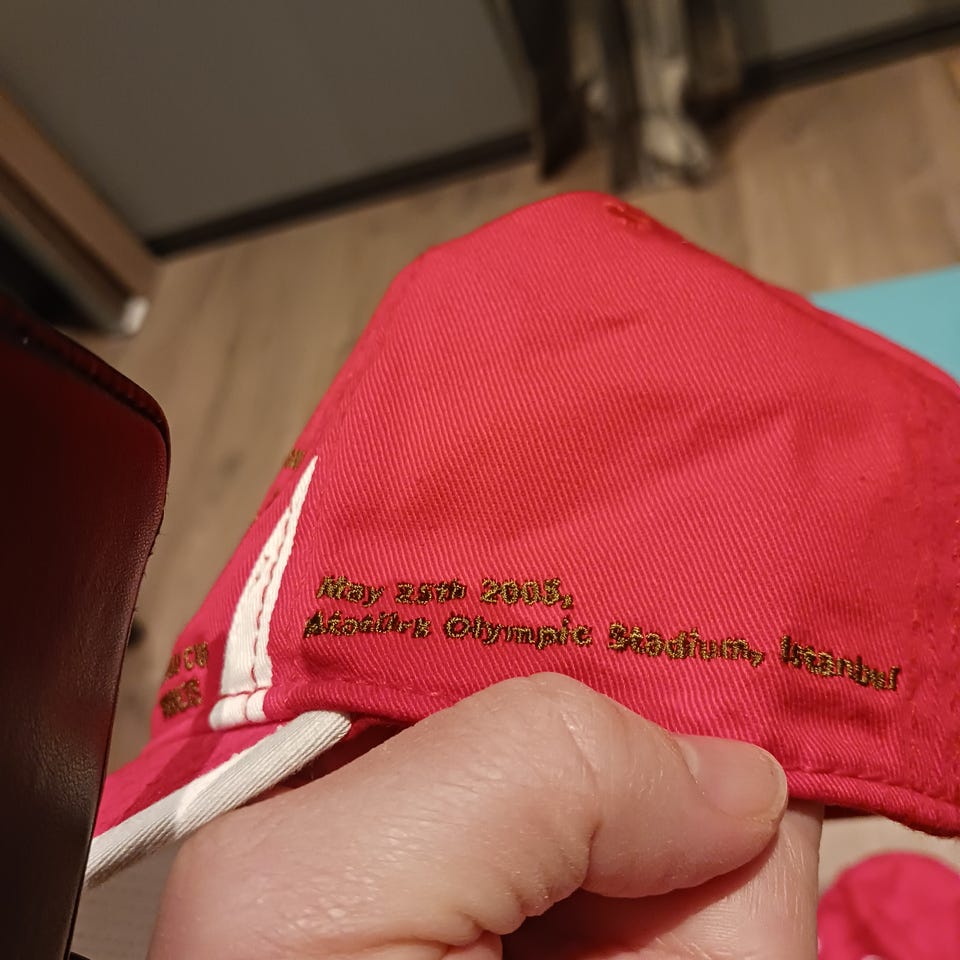 May 25th 2005,
Atatürk Olympic Stadium, Istanbul